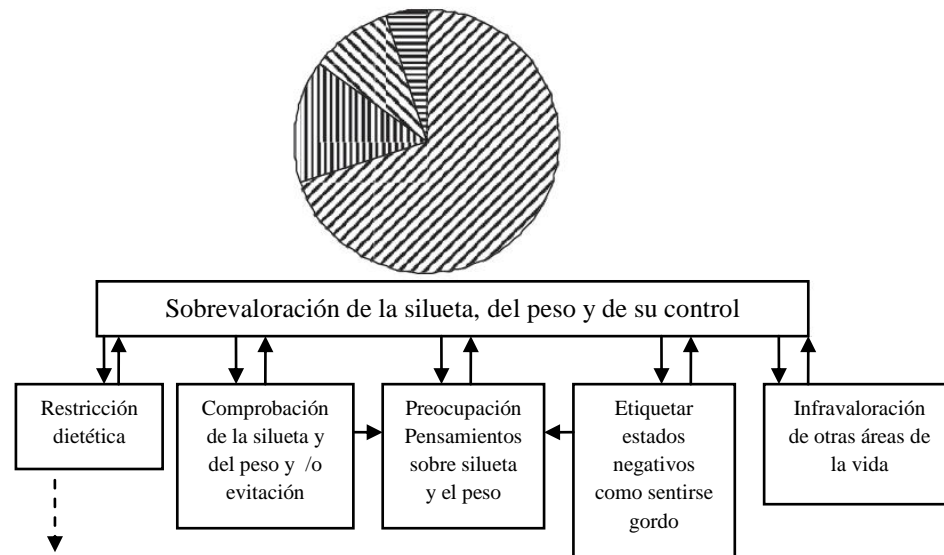 Sobrevaloración de la silueta, del peso y de su control
Restricción
dietética
Comprobación
de la silueta y
del peso y /o
evitación
Preocupación
Pensamientos
sobre silueta
y el peso
Etiquetar
estados
negativos
como sentirse
gordo
Infravaloración
de otras áreas de
la vida